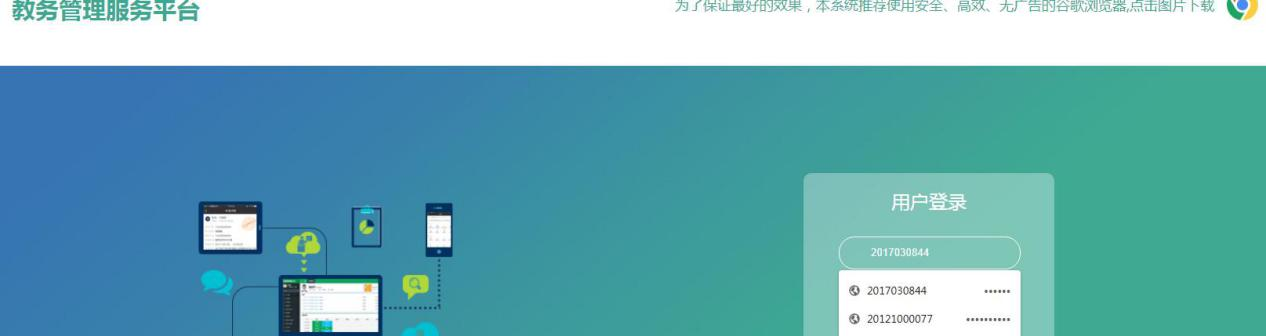 教务管理服务平台
为了保证最好的效果，本系统推荐使用安全、高效、无广告的谷歌浏览器,点击图片下载
用户登录
2017030844
2017030844 ••••••
20121000077 ••••••••••